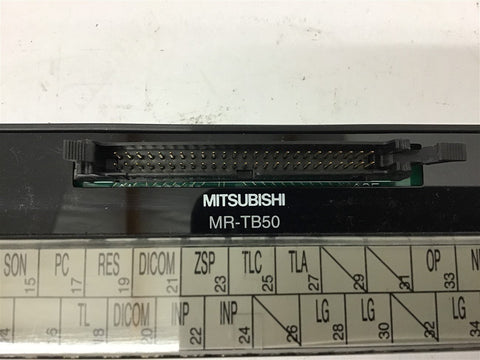 MITSUBISHI
MR-TB50
SON 15 PC 17 RES 19 DICOM 21 ZSP 23 TLC 25 TLA 27 29 31 OP 33
16 TL 18 DICOM 20 INP 22 INP 24 26 LG 28 LG 30 32 LG 34